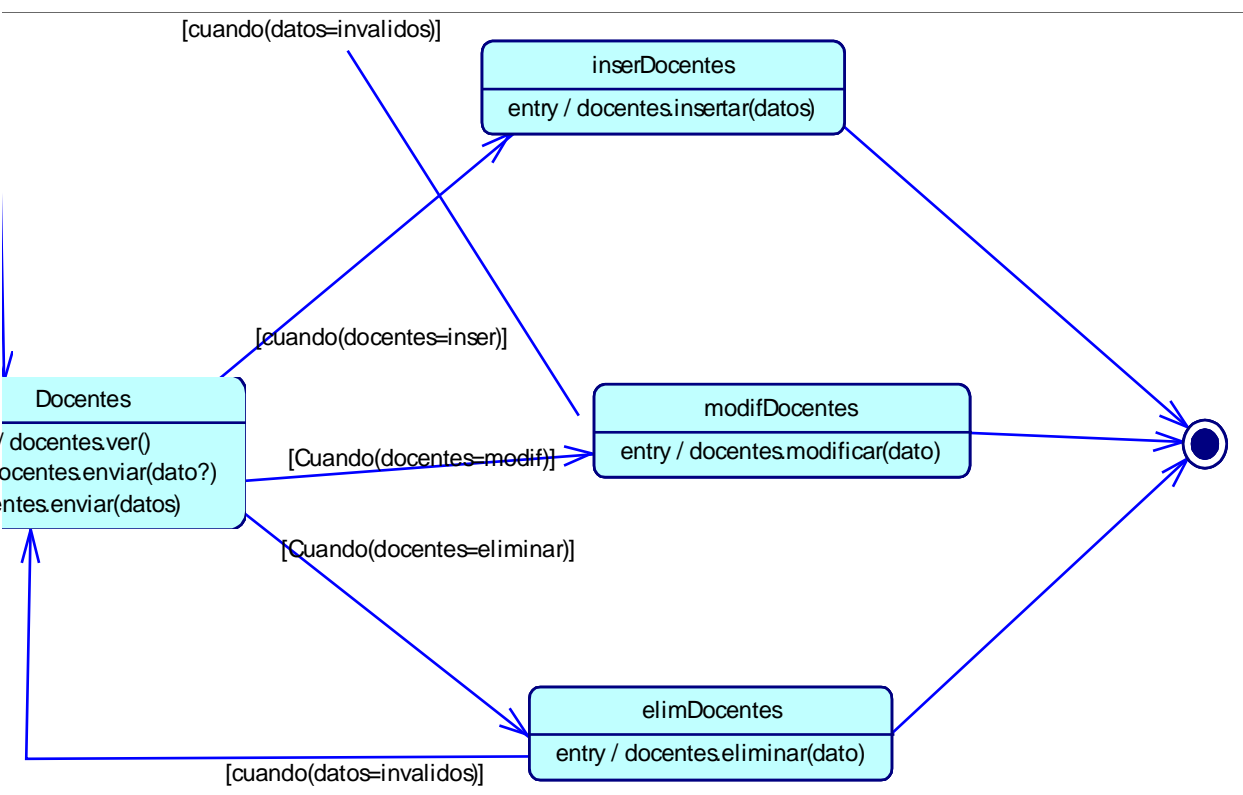 [cuando(datos=invalidos)]
inserDocentes
entry / docentes.insertar(datos)
[cuando(docentes=inser)]
Docentes
/ docentes.ver()
ocentes.enviar(dato?)
entes.enviar(datos)
[Cuando(docentes=modif)]
modifDocentes
entry / docentes.modificar(dato)
[Cuando(docentes=eliminar)]
elimDocentes
entry / docentes.eliminar(dato)
[cuando(datos=invalidos)]